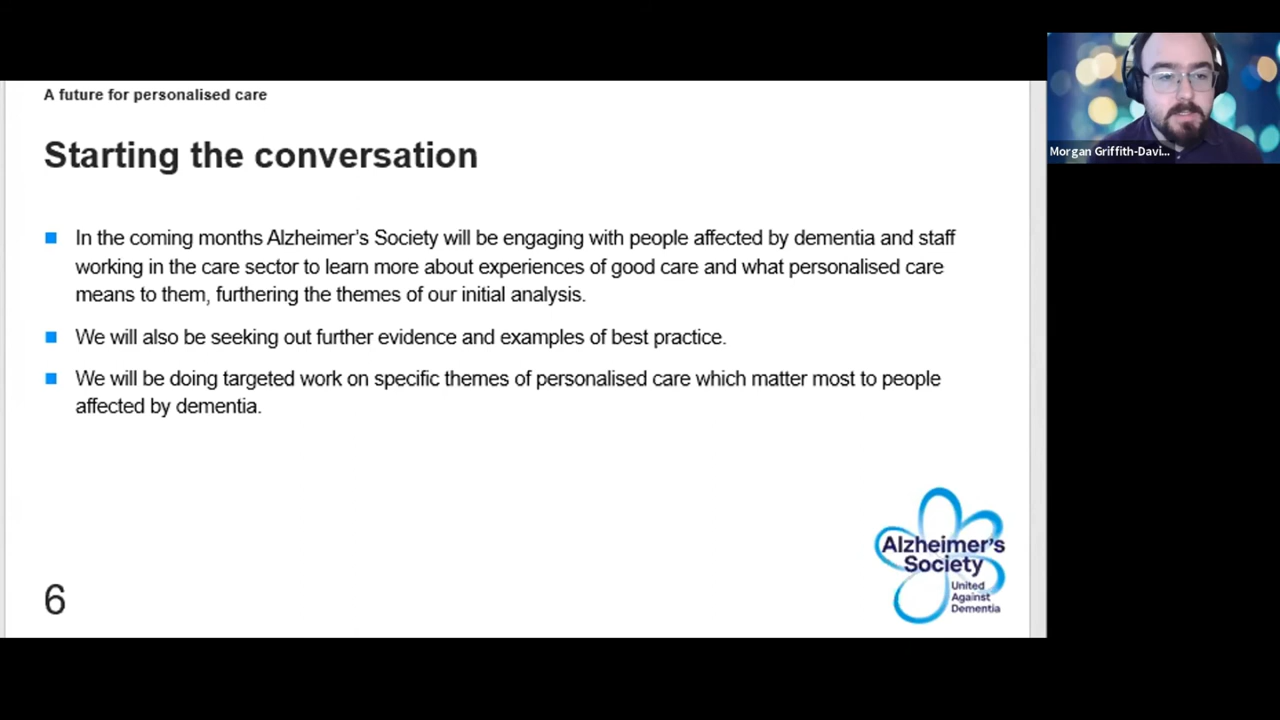 A future for personalised care
Starting the conversation
In the coming months Alzheimer's Society will be engaging with people affected by dementia and staff
working in the care sector to learn more about experiences of good care and what personalised care
means to them, furthering the themes of our initial analysis.
We will also be seeking out further evidence and examples of best practice.
We will be doing targeted work on specific themes of personalised care which matter most to people
affected by dementia.
6
Alzheimer's
Society
United
Against
Dementia
Morgan Griffith-Davi...